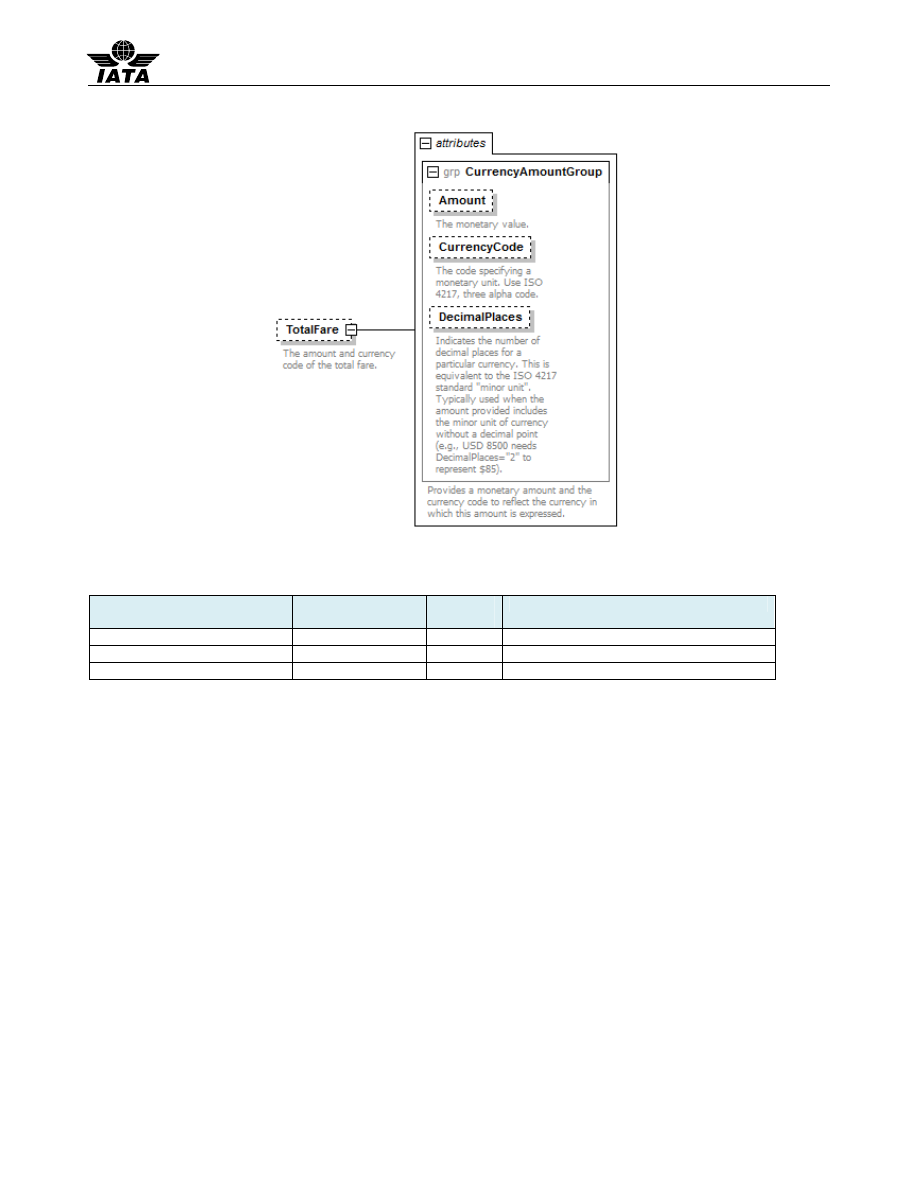 IATA
attributes
grp CurrencyAmountGroup
Amount
The monetary value.
CurrencyCode
The code specifying a
monetary unit. Use ISO
4217, three alpha code.
DecimalPlaces
TotalFare
The amount and currency
code of the total fare.
Indicates the number of
decimal places for a
particular currency. This is
equivalent to the ISO 4217
standard "minor unit".
Typically used when the
amount provided includes
the minor unit of currency
without a decimal point
(e.g., USD 8500 needs
DecimalPlaces="2" to
represent $85).
Provides a monetary amount and the
currency code to reflect the currency in
which this amount is expressed.